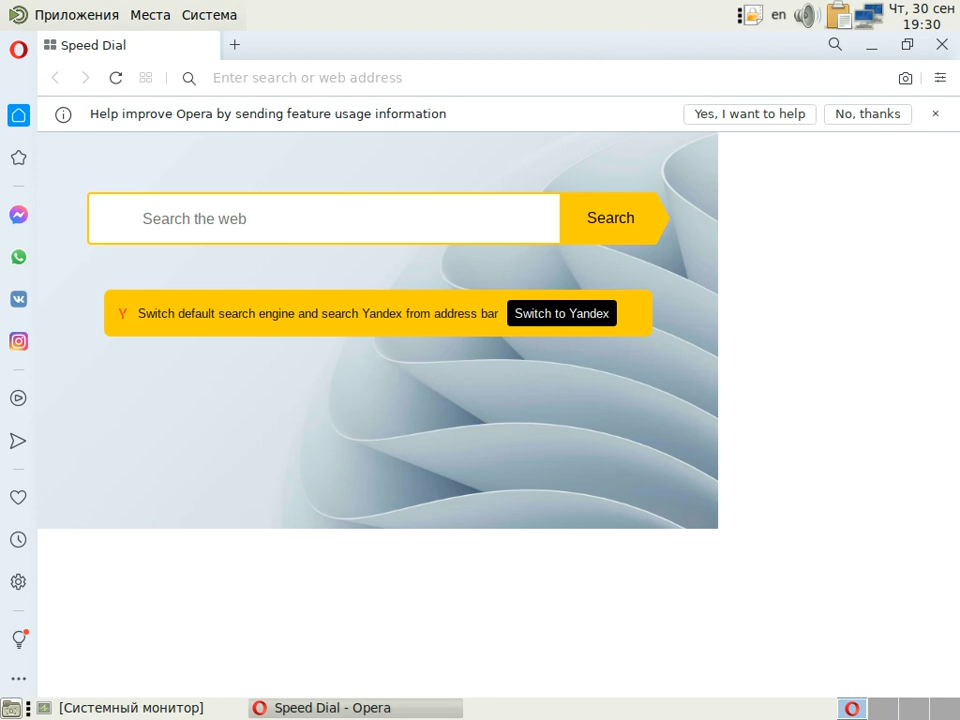 Приложения Места Система
en
Чт, 30 сен
19:30
Speed Dial
Enter search or web address
Help improve Opera by sending feature usage information
Yes, I want to help
No, thanks
Search the web
Search
Y Switch default search engine and search Yandex from address bar
Switch to Yandex
[Системный монитор]
Speed Dial - Opera